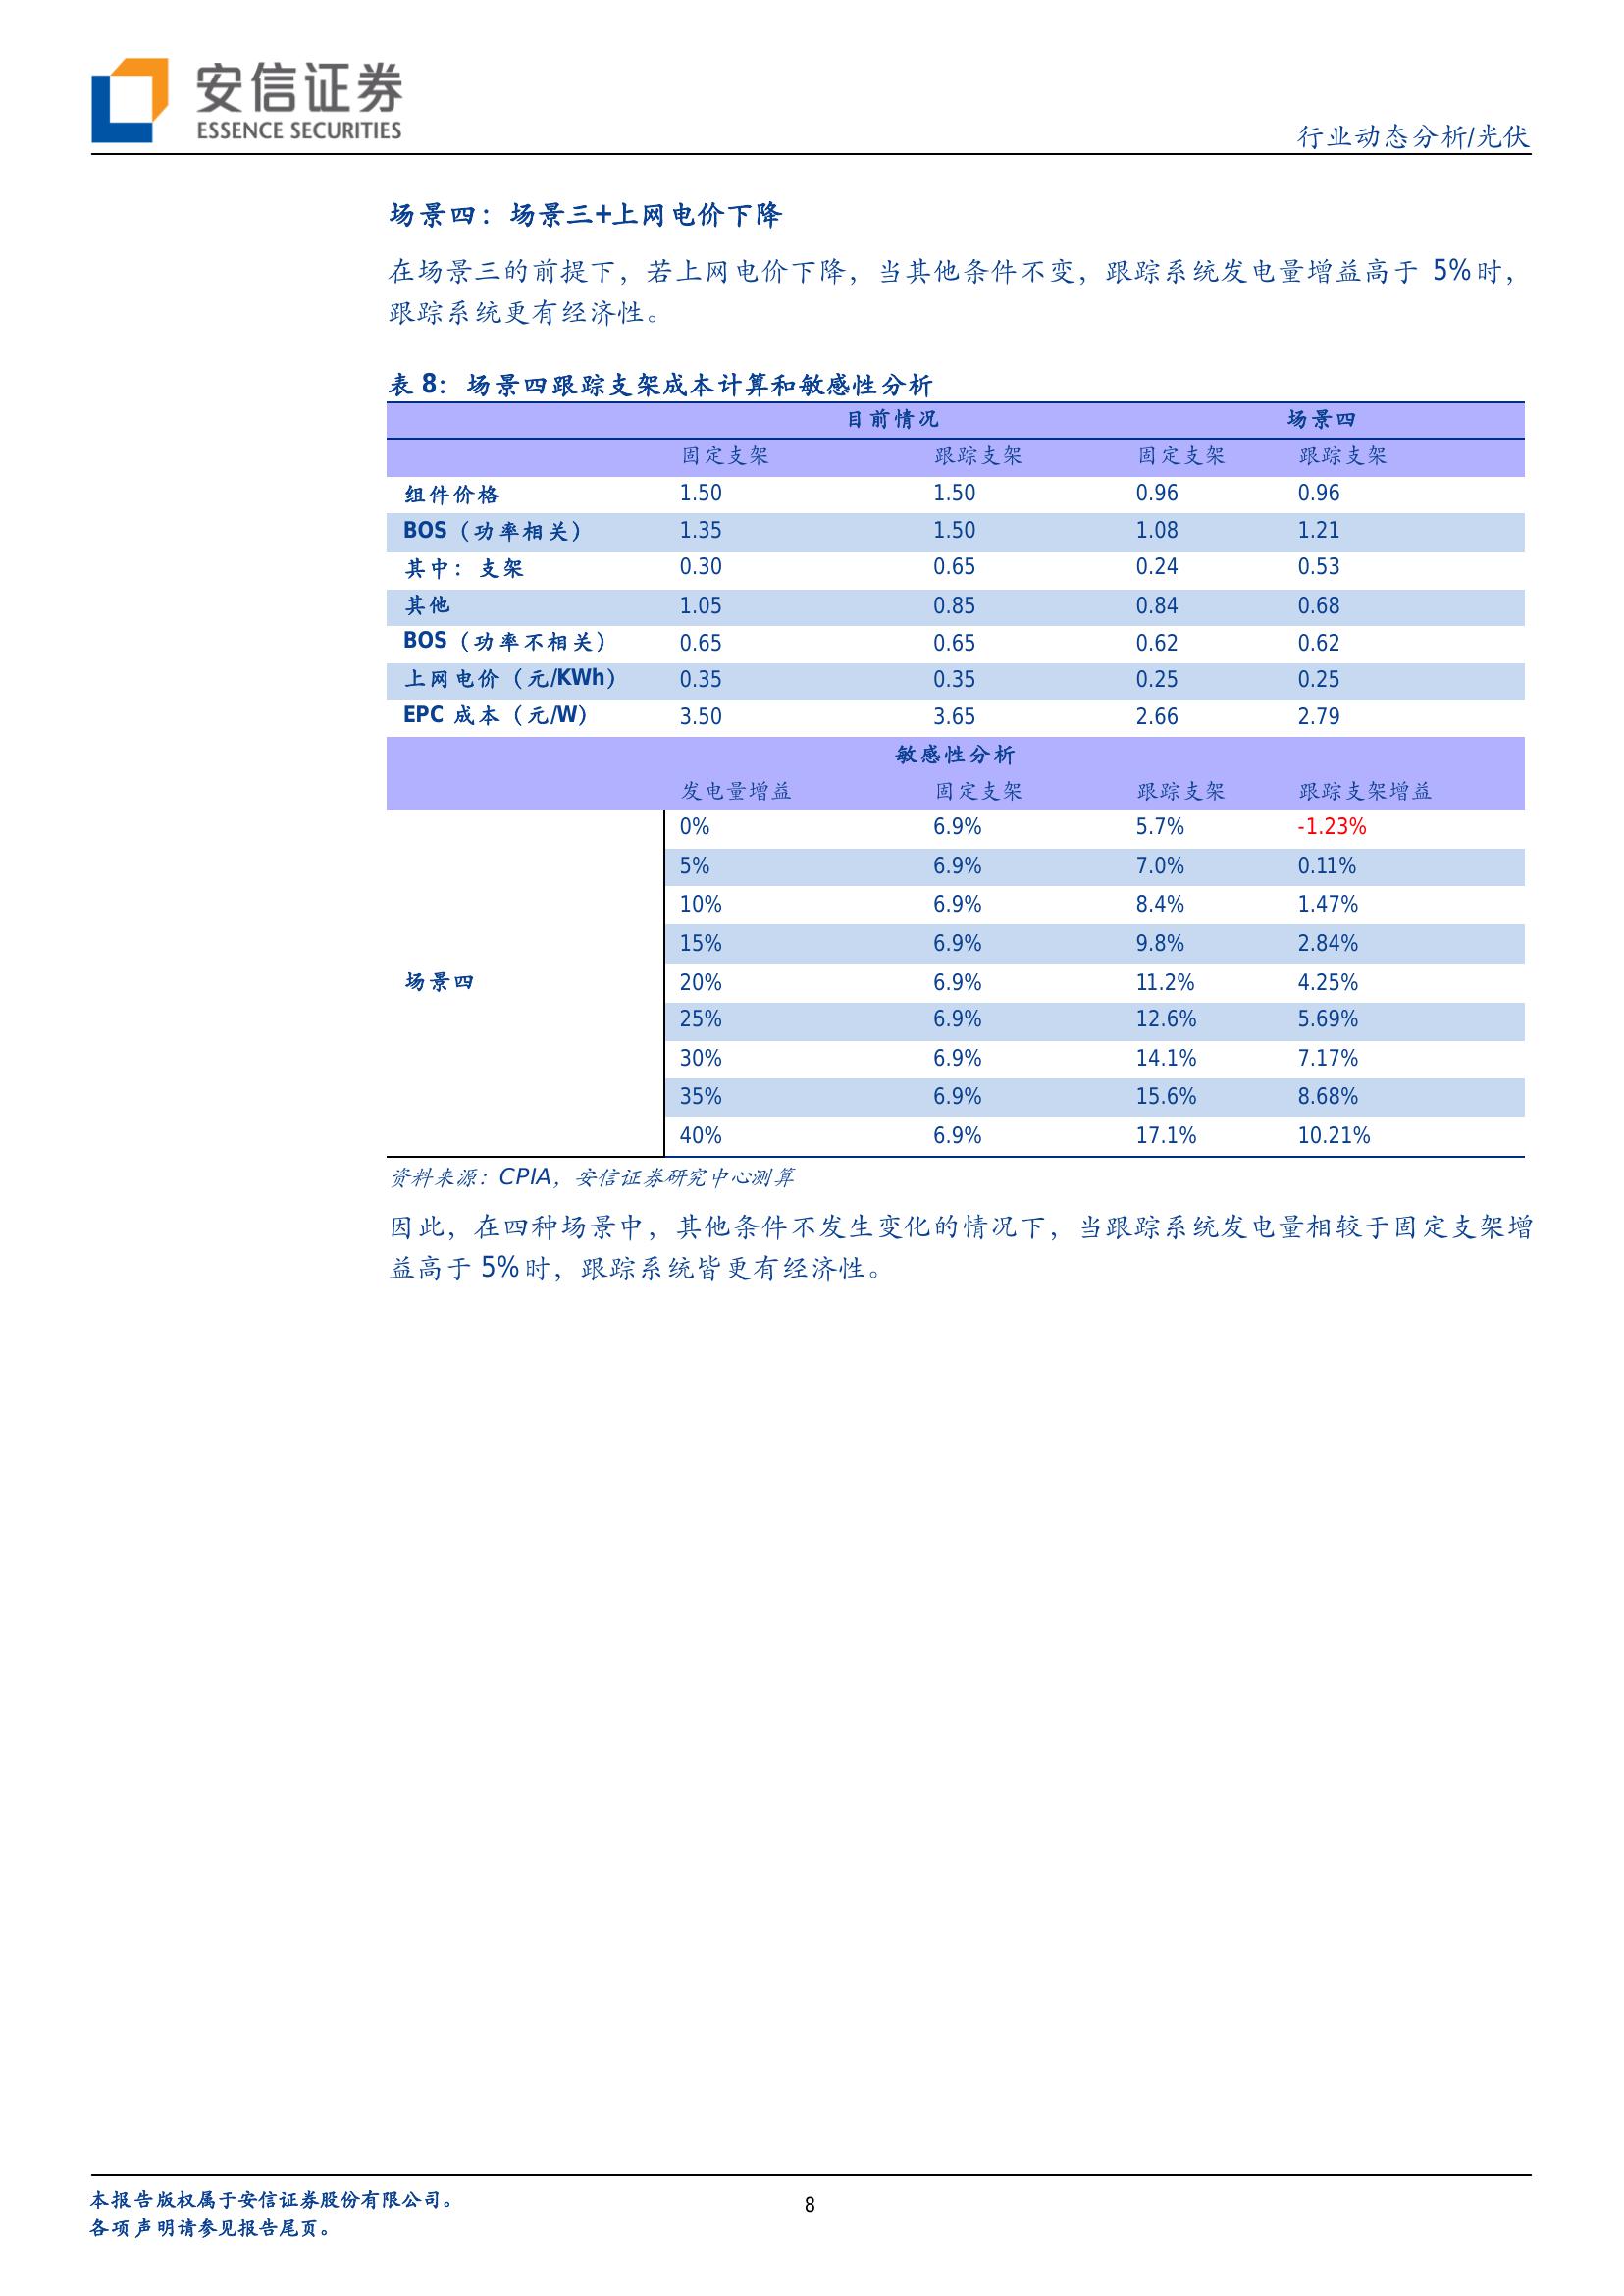 安信证券
ESSENCE SECURITIES
行业动态分析/光伏
场景四：场景三+上网电价下降
在场景三的前提下，若上网电价下降，当其他条件不变，跟踪系统发电量增益高于 5%时，
跟踪系统更有经济性。
表 8：场景四跟踪支架成本计算和敏感性分析
目前情况 场景四
固定支架 跟踪支架 固定支架 跟踪支架
组件价格 1.50 1.50 0.96 0.96
BOS（功率相关） 1.35 1.50 1.08 1.21
其中：支架 0.30 0.65 0.24 0.53
其他 1.05 0.85 0.84 0.68
BOS（功率不相关） 0.65 0.65 0.62 0.62
上网电价（元/KWh） 0.35 0.35 0.25 0.25
EPC 成本（元/W） 3.50 3.65 2.66 2.79
敏感性分析
发电量增益 固定支架 跟踪支架 跟踪支架增益
0% 6.9% 5.7% -1.23%
5% 6.9% 7.0% 0.11%
10% 6.9% 8.4% 1.47%
15% 6.9% 9.8% 2.84%
场景四 20% 6.9% 11.2% 4.25%
25% 6.9% 12.6% 5.69%
30% 6.9% 14.1% 7.17%
35% 6.9% 15.6% 8.68%
40% 6.9% 17.1% 10.21%
资料来源：CPIA，安信证券研究中心测算
因此，在四种场景中，其他条件不发生变化的情况下，当跟踪系统发电量相较于固定支架增
益高于 5%时，跟踪系统皆更有经济性。
本报告版权属于安信证券股份有限公司。
各项声明请参见报告尾页。
8